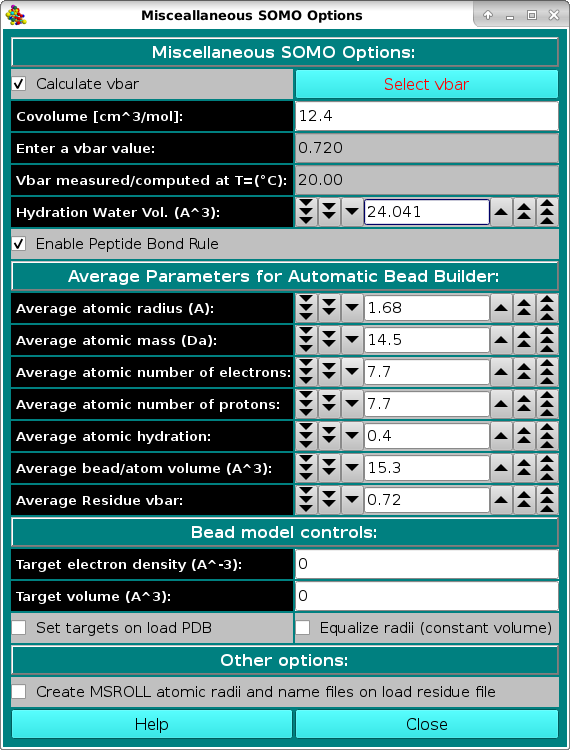 Misceallaneous SOMO Options
Miscellaneous SOMO Options:
Calculate vbar Select vbar
Covolume [cm^3/mol]: 12.4
Enter a vbar value: 0.720
Vbar measured/computed at T=(°C): 20.00
Hydration Water Vol. (A^3): 24.041
Enable Peptide Bond Rule
Average Parameters for Automatic Bead Builder:
Average atomic radius (A): 1.68
Average atomic mass (Da): 14.5
Average atomic number of electrons: 7.7
Average atomic number of protons: 7.7
Average atomic hydration: 0.4
Average bead/atom volume (A^3): 15.3
Average Residue vbar: 0.72
Bead model controls:
Target electron density (A^-3): 0
Target volume (A^3): 0
Set targets on load PDB Equalize radii (constant volume)
Other options:
Create MSROLL atomic radii and name files on load residue file
Help Close